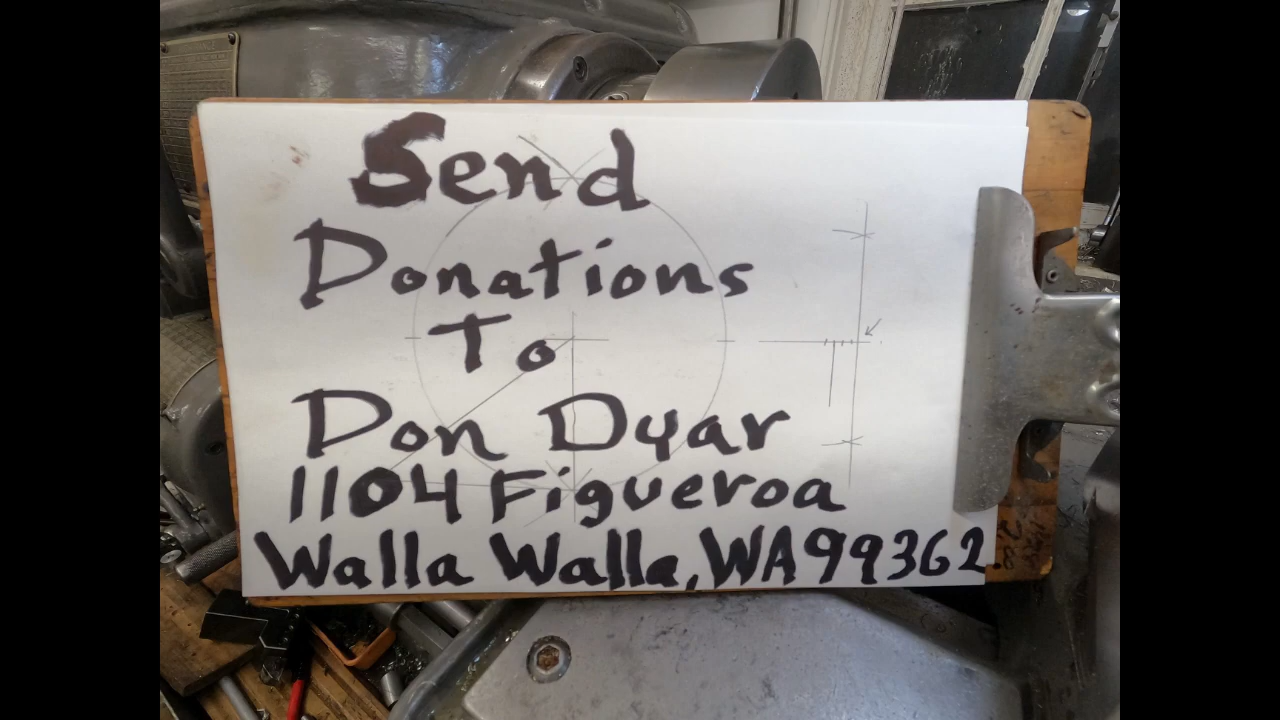 Send
Donations
To
Don Dyar
1104 Figueroa
Walla Walla, WA 99362.